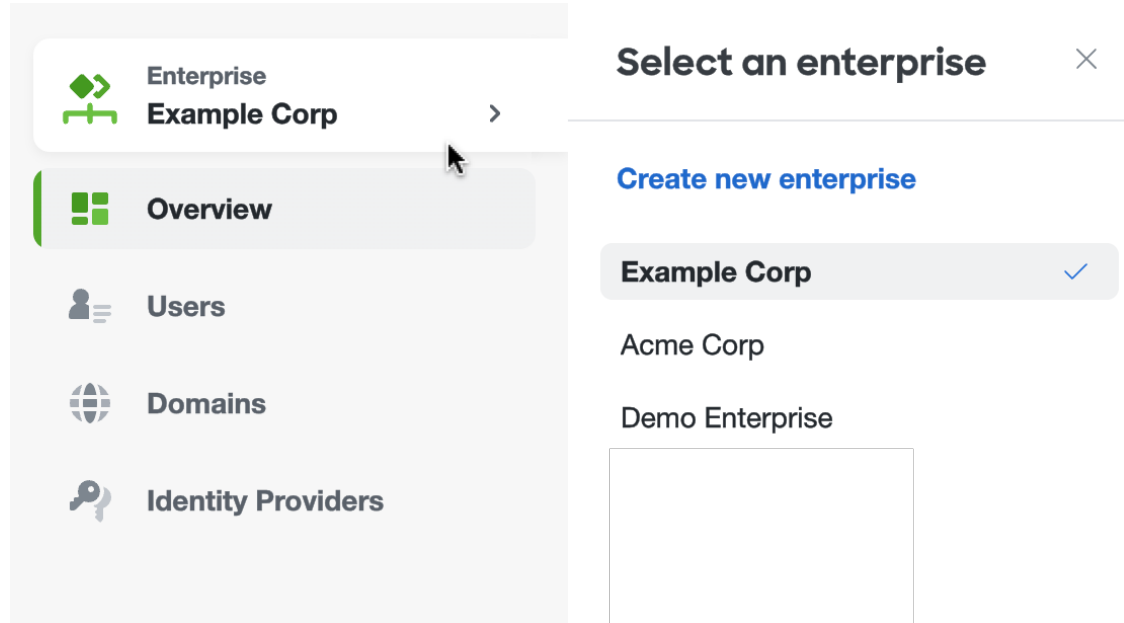 Enterprise
Example Corp
Overview
Users
Domains
Identity Providers
Select an enterprise
Create new enterprise
Example Corp
Acme Corp
Demo Enterprise